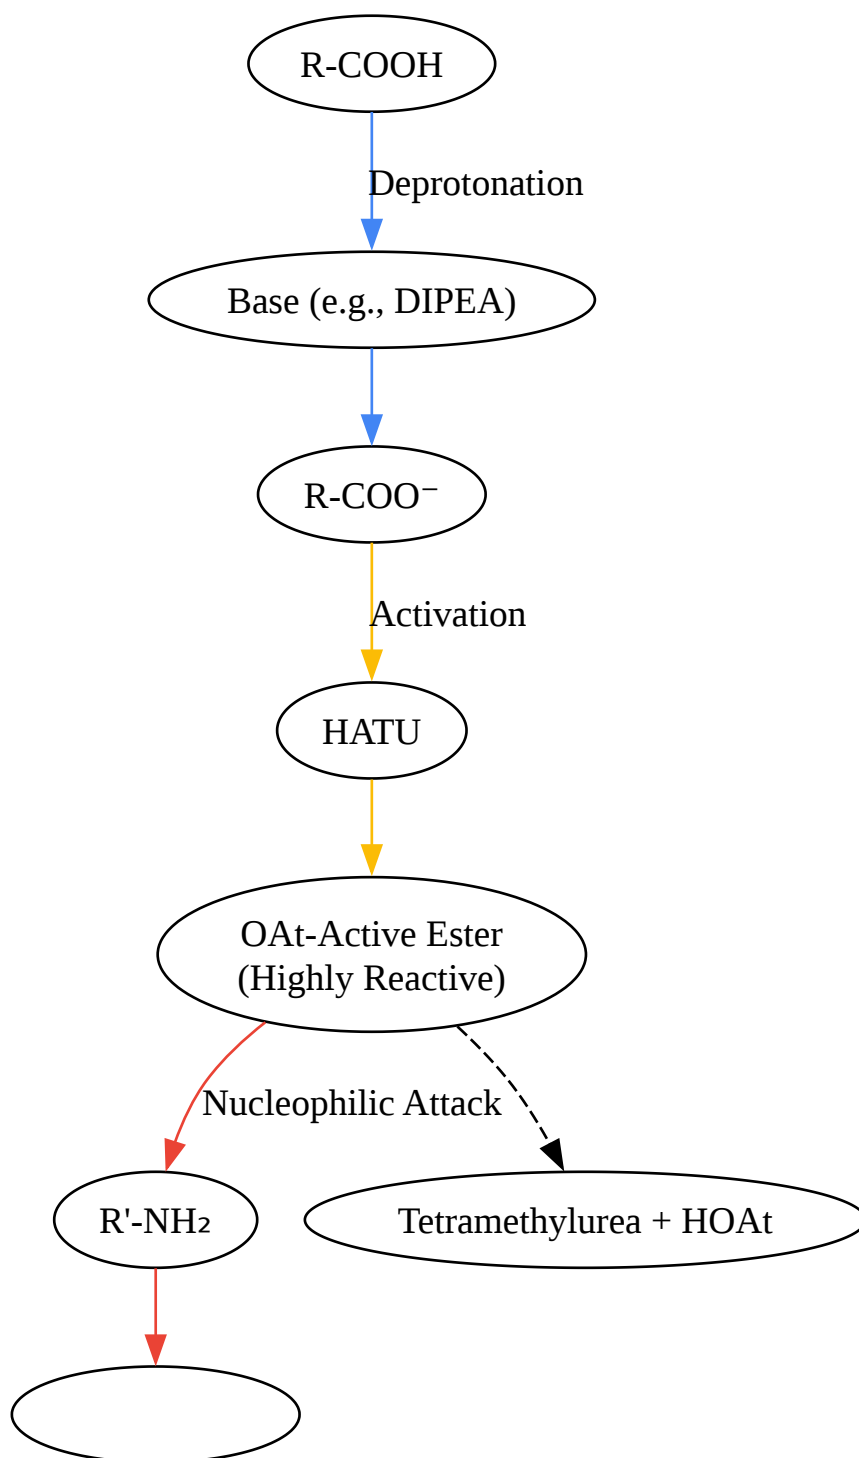 R-COOH
Deprotonation
Base (e.g., DIPEA)
R-COO⁻
Activation
HATU
OAt-Active Ester
(Highly Reactive)
Nucleophilic Attack
R'-NH₂
Tetramethylurea + HOAt